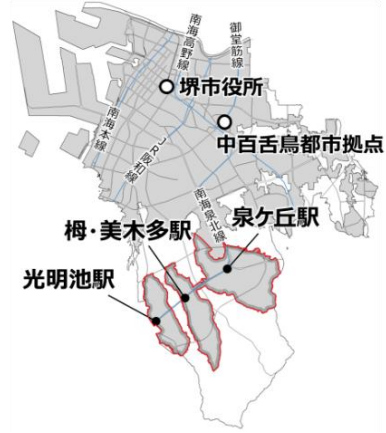 南海高野線
御堂筋線
堺市役所
南海本線
JR阪和線
中百舌鳥都市拠点
南海泉北線
泉ケ丘駅
栂・美木多駅
光明池駅